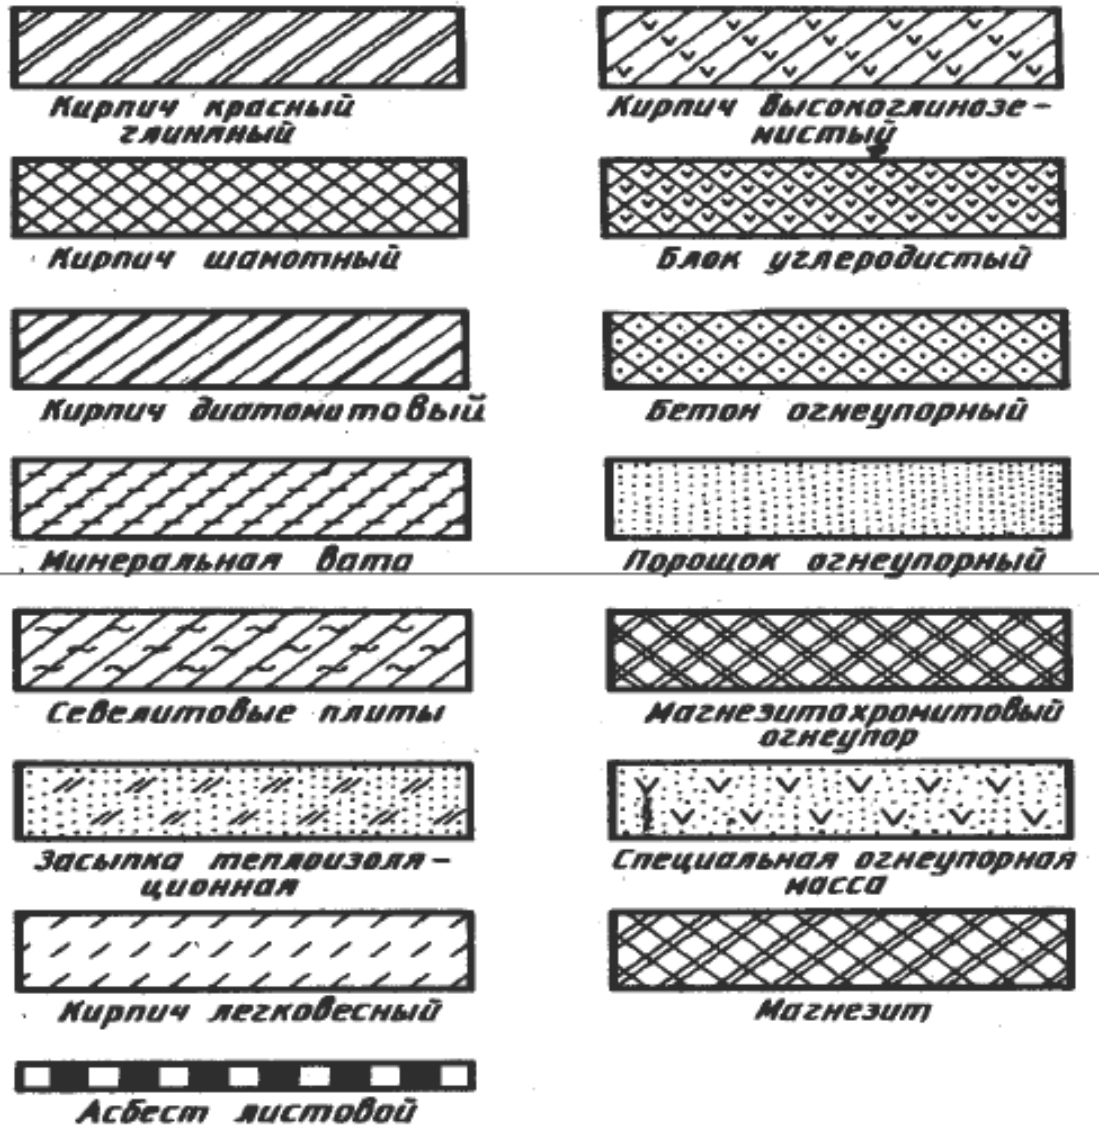 Кирпич красный
глиняный
Кирпич высокоглинозе-
мистый
Кирпич шамотный
Блок углеродистый
Кирпич диатомитовый
Бетон огнеупорный
Минеральная вата
Порошок огнеупорный
Севелитовые плиты
Магнезитохромитовый
огнеупор
Засыпка теплоизоля-
ционная
Специальная огнеупорная
масса
Кирпич легковесный
Магнезит
Асбест листовой